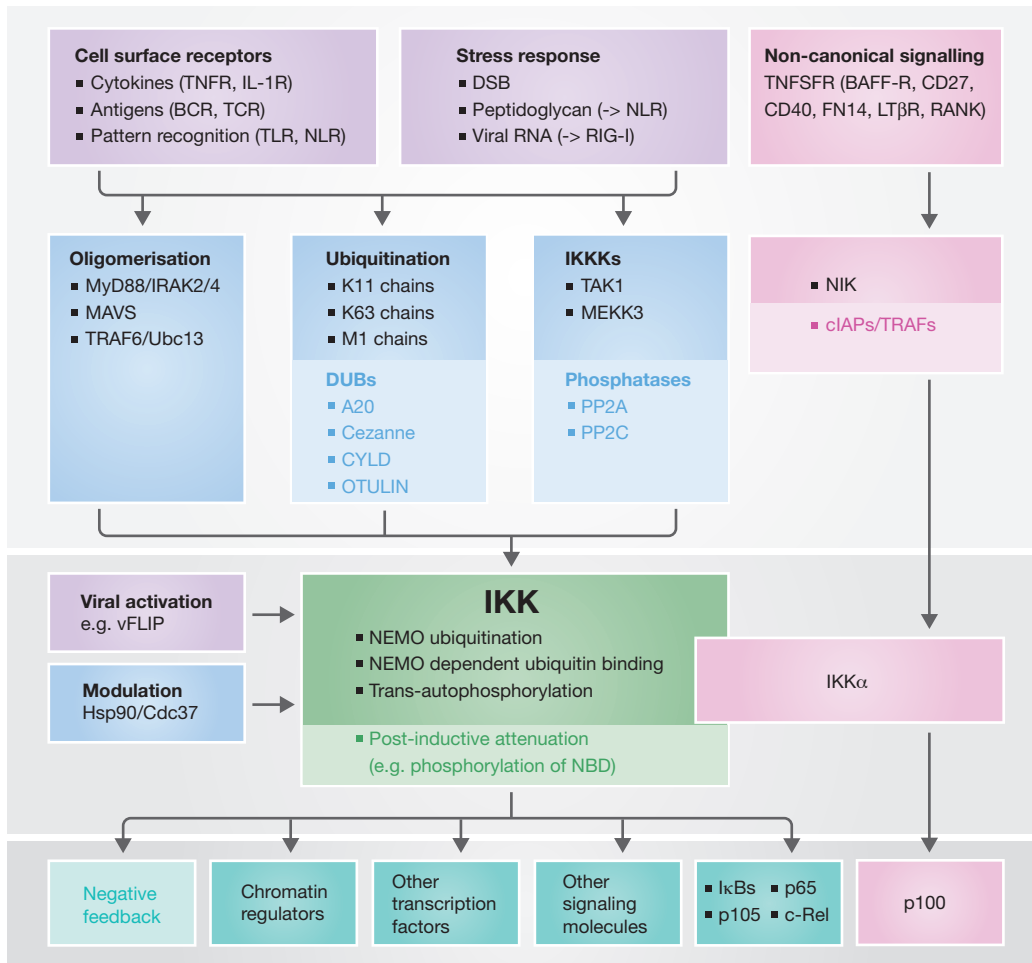 Cell surface receptors
▪ Cytokines (TNFR, IL-1R)
▪ Antigens (BCR, TCR)
▪ Pattern recognition (TLR, NLR)
Stress response
▪ DSB
▪ Peptidoglycan (-> NLR)
▪ Viral RNA (-> RIG-I)
Non-canonical signalling
TNFSFR (BAFF-R, CD27,
CD40, FN14, LTβR, RANK)
Oligomerisation
▪ MyD88/IRAK2/4
▪ MAVS
▪ TRAF6/Ubc13
Ubiquitination
▪ K11 chains
▪ K63 chains
▪ M1 chains
DUBs
▪ A20
▪ Cezanne
▪ CYLD
▪ OTULIN
IKKKs
▪ TAK1
▪ MEKK3
Phosphatases
▪ PP2A
▪ PP2C
▪ NIK
▪ cIAPs/TRAFs
Viral activation
e.g. vFLIP
Modulation
Hsp90/Cdc37
IKK
▪ NEMO ubiquitination
▪ NEMO dependent ubiquitin binding
▪ Trans-autophosphorylation
▪ Post-inductive attenuation
(e.g. phosphorylation of NBD)
IKKα
Negative
feedback
Chromatin
regulators
Other
transcription
factors
Other
signaling
molecules
▪ IκBs ▪ p65
▪ p105 ▪ c-Rel
p100